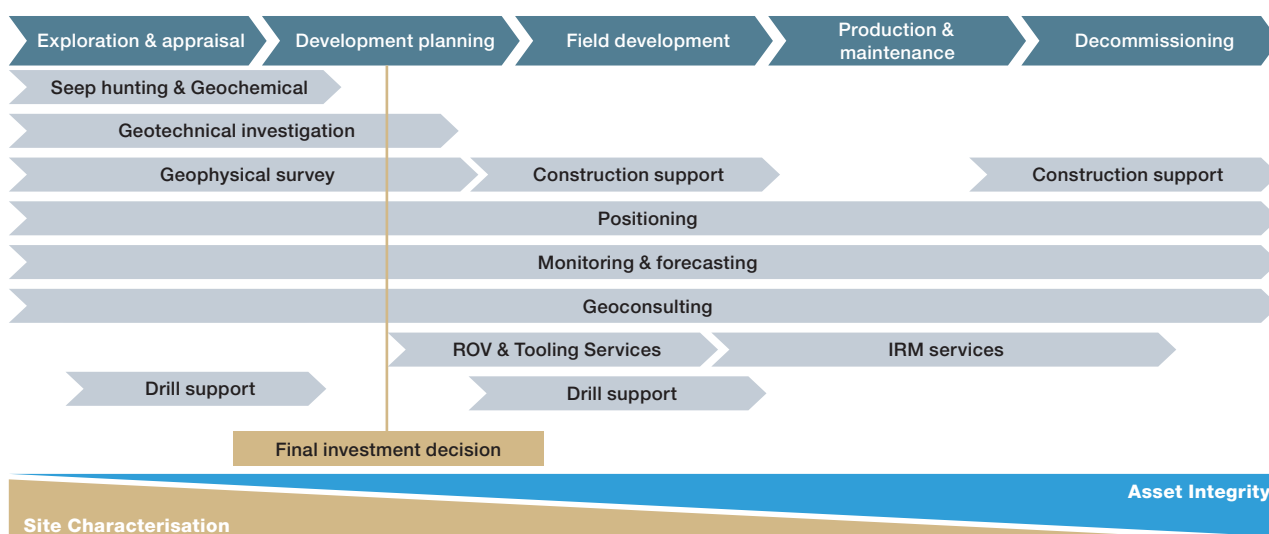 Exploration & appraisal
Development planning
Field development
Production &
maintenance
Decommissioning
Seep hunting & Geochemical
Geotechnical investigation
Geophysical survey
Construction support
Construction support
Positioning
Monitoring & forecasting
Geoconsulting
ROV & Tooling Services
IRM services
Drill support
Drill support
Final investment decision
Asset Integrity
Site Characterisation